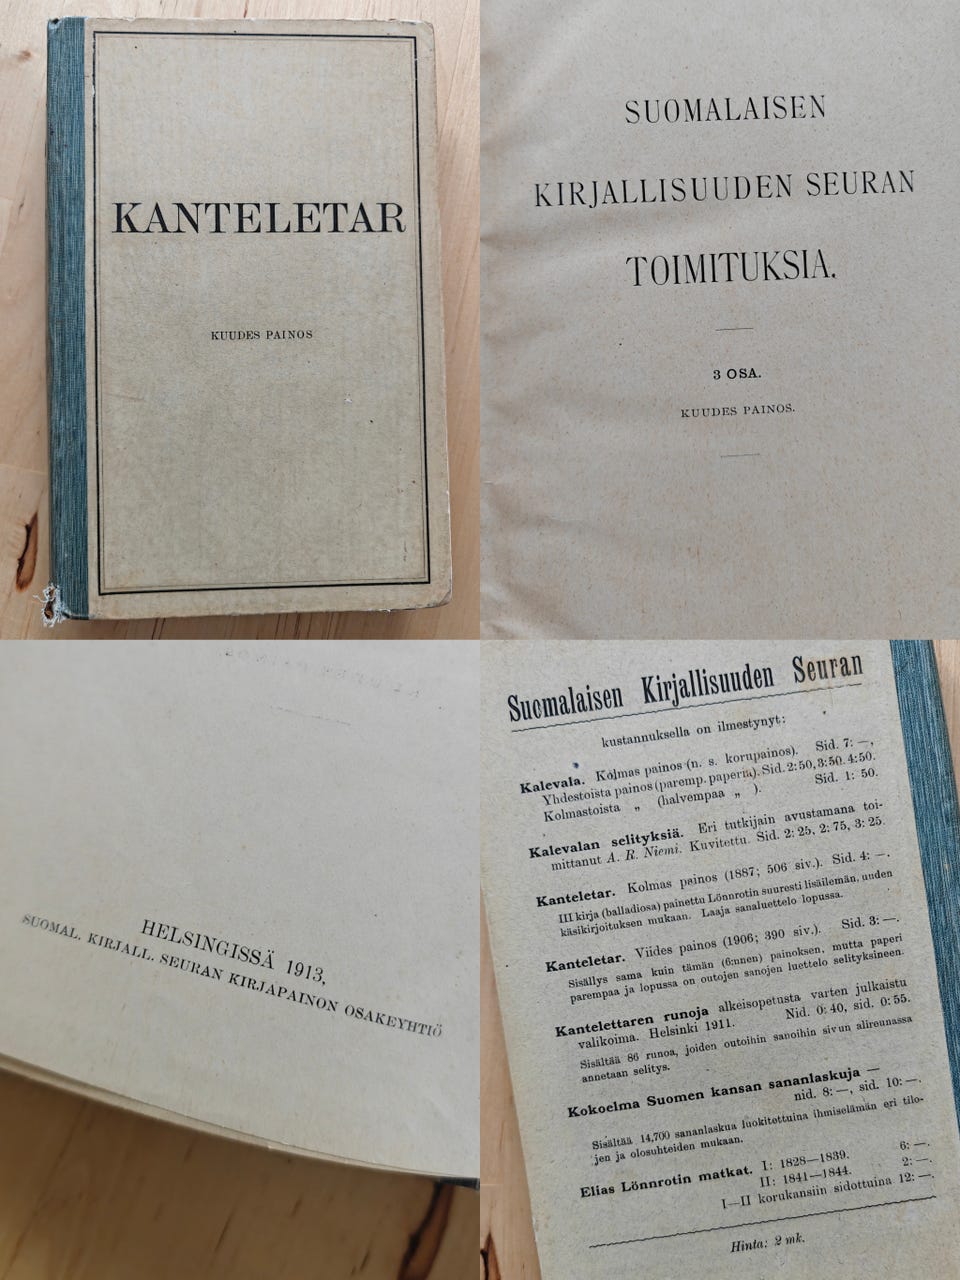 KANTELETAR
KUUDES PAINOS
SUOMALAISEN
KIRJALLISUUDEN SEURAN
TOIMITUKSIA.
3 OSA.
KUUDES PAINOS.
HELSINGISSÄ 1913,
SUOMAL. KIRJALL. SEURAN KIRJAPAINON OSAKEYHTIÖ
Suomalaisen Kirjallisuuden Seuran
kustannuksella on ilmestynyt:
Kalevala. Kolmas painos (n. s. korupainos). Sid. 7: —,
Yhdestoista painos (paremp. paperia). Sid. 2: 50, 3: 50. 4: 50.
Kolmastoista „ (halvempaa „ ). Sid. 1: 50.
Kalevalan selityksiä. Eri tutkijain avustamana toi-
mittanut A. R. Niemi. Kuvitettu. Sid. 2: 25, 2: 75, 3: 25.
Kanteletar. Kolmas painos (1887; 506 siv.). Sid. 4: —.
III kirja (balladiosa) painettu Lönnrotin suuresti lisäilemän, uuden
käsikirjoituksen mukaan. Laaja sanaluettelo lopussa.
Kanteletar. Viides painos (1906; 390 siv.). Sid. 3: —.
Sisällys sama kuin tämän (6:nnen) painoksen, mutta paperi
parempaa ja lopussa on outojen sanojen luettelo selityksineen.
Kantelettaren runoja alkeisopetusta varten julkaistu
valikoima. Helsinki 1911. Nid. 0: 40, sid. 0: 55.
Sisältää 86 runoa, joiden outoihin sanoihin sivun alireunassa
annetaan selitys.
Kokoelma Suomen kansan sananlaskuja —
nid. 8: —, sid. 10: —.
Sisältää 14,700 sananlaskua luokitettuina ihmiselämän eri tilo-
jen ja olosuhteiden mukaan.
Elias Lönnrotin matkat. I: 1828—1839. 6: —.
II: 1841—1844. 2: —.
I—II korukansiin sidottuina 12: —.
Hinta: 2 mk.